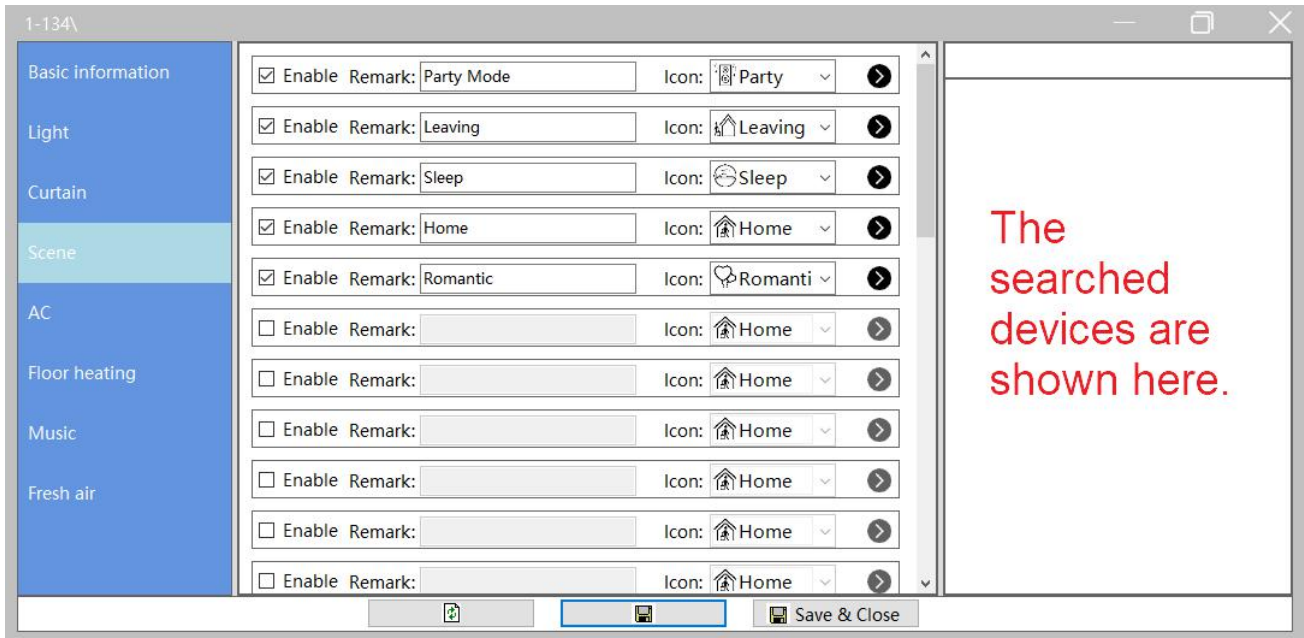 1-134\
Basic information
Light
Curtain
Scene
AC
Floor heating
Music
Fresh air
Enable Remark: Party Mode Icon: Party
Enable Remark: Leaving Icon: Leaving
Enable Remark: Sleep Icon: Sleep
Enable Remark: Home Icon: Home
Enable Remark: Romantic Icon: Romanti
Enable Remark: Icon: Home
Enable Remark: Icon: Home
Enable Remark: Icon: Home
Enable Remark: Icon: Home
Enable Remark: Icon: Home
Enable Remark: Icon: Home
The
searched
devices are
shown here.
Save & Close